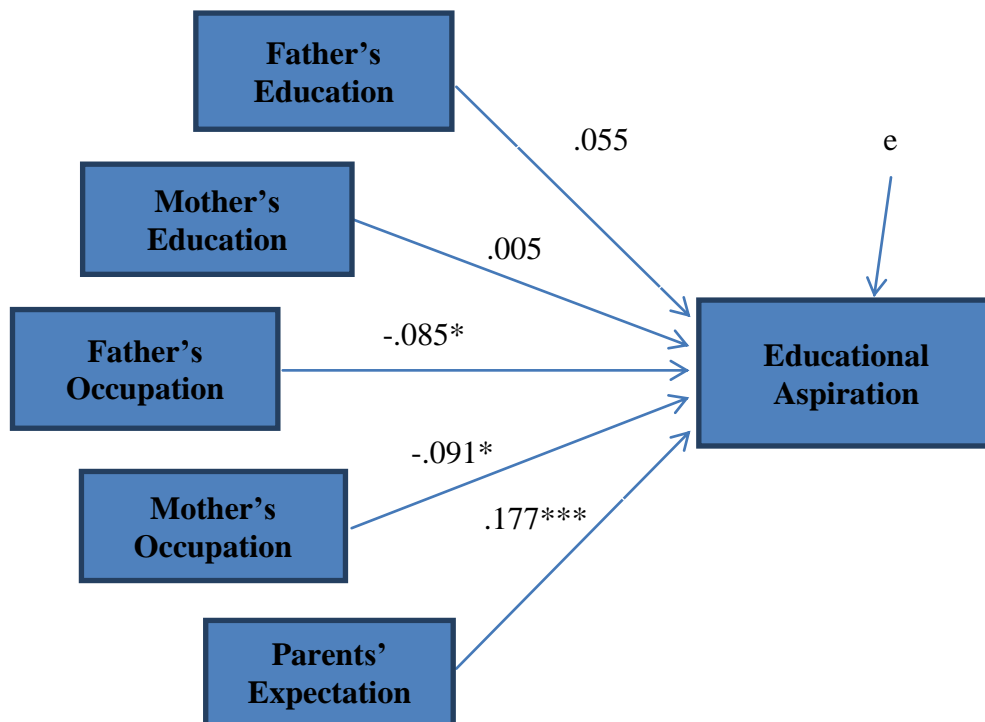 Father’s
Education
.055
e
Mother’s
Education
.005
Father’s
Occupation
-.085*
Educational
Aspiration
-.091*
Mother’s
Occupation
.177***
Parents’
Expectation